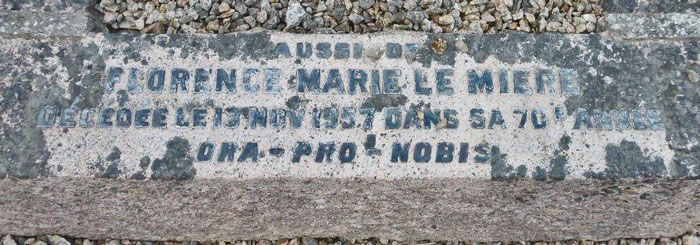 AUSSI DE
FLORENCE MARIE LE MIERE
DECEDEE LE 13 NOV 1957 DANS SA 70E ANNEE
ORA - PRO - NOBIS